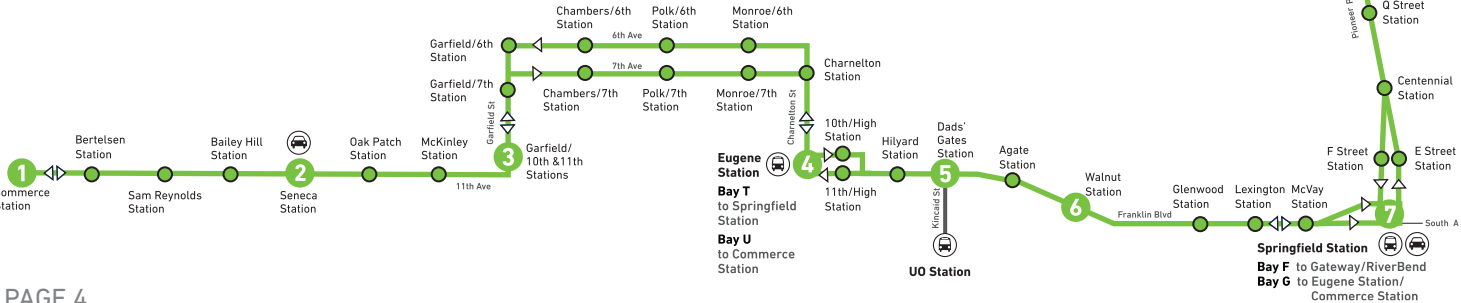 Chambers/6th
Station
Polk/6th
Station
Monroe/6th
Station
Q Street
Station
Garfield/6th
Station
6th Ave
7th Ave
Charnelton
Station
Garfield/7th
Station
Chambers/7th
Station
Polk/7th
Station
Monroe/7th
Station
Centennial
Station
Garfield St
Charnelton St
Bertelsen
Station
Bailey Hill
Station
Oak Patch
Station
McKinley
Station
Garfield/
10th &11th
Stations
10th/High
Station
Hilyard
Station
Dads'
Gates
Station
Agate
Station
F Street
Station
E Street
Station
Eugene
Station
1
2
3
4
5
6
7
Sam Reynolds
Station
Seneca
Station
11th Ave
Bay T
to Springfield
Station
Bay U
to Commerce
Station
11th/High
Station
Kincaid St
UO Station
Walnut
Station
Franklin Blvd
Glenwood
Station
Lexington
Station
McVay
Station
South A
Springfield Station
Bay F to Gateway/RiverBend
Bay G to Eugene Station/
Commerce Station
ommerce
tation
Pioneer P
PAGE 4